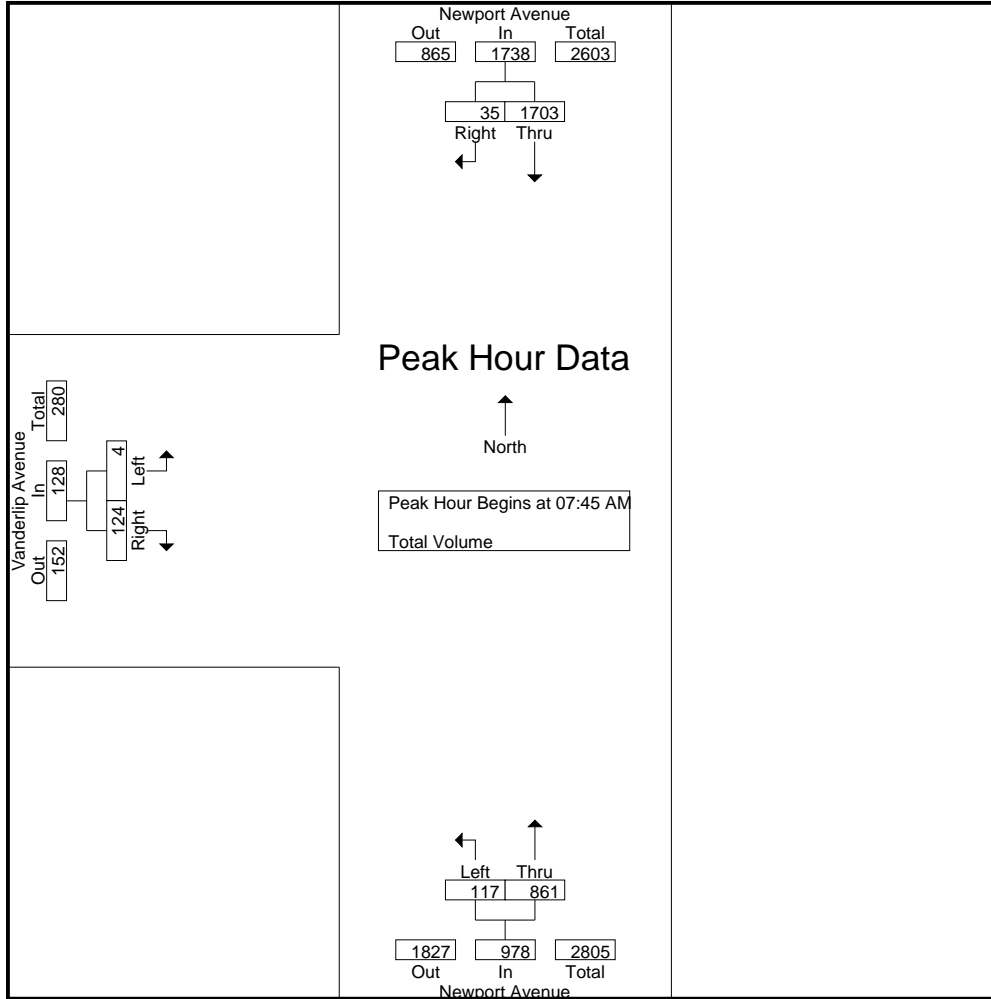 Newport Avenue
Out In Total
865 1738 2603
35 1703
Right Thru
Peak Hour Data
North
Peak Hour Begins at 07:45 AM
Total Volume
Vanderlip Avenue
Out In Total
152 128 280
124 4
Right Left
Left Thru
117 861
1827 978 2805
Out In Total
Newport Avenue